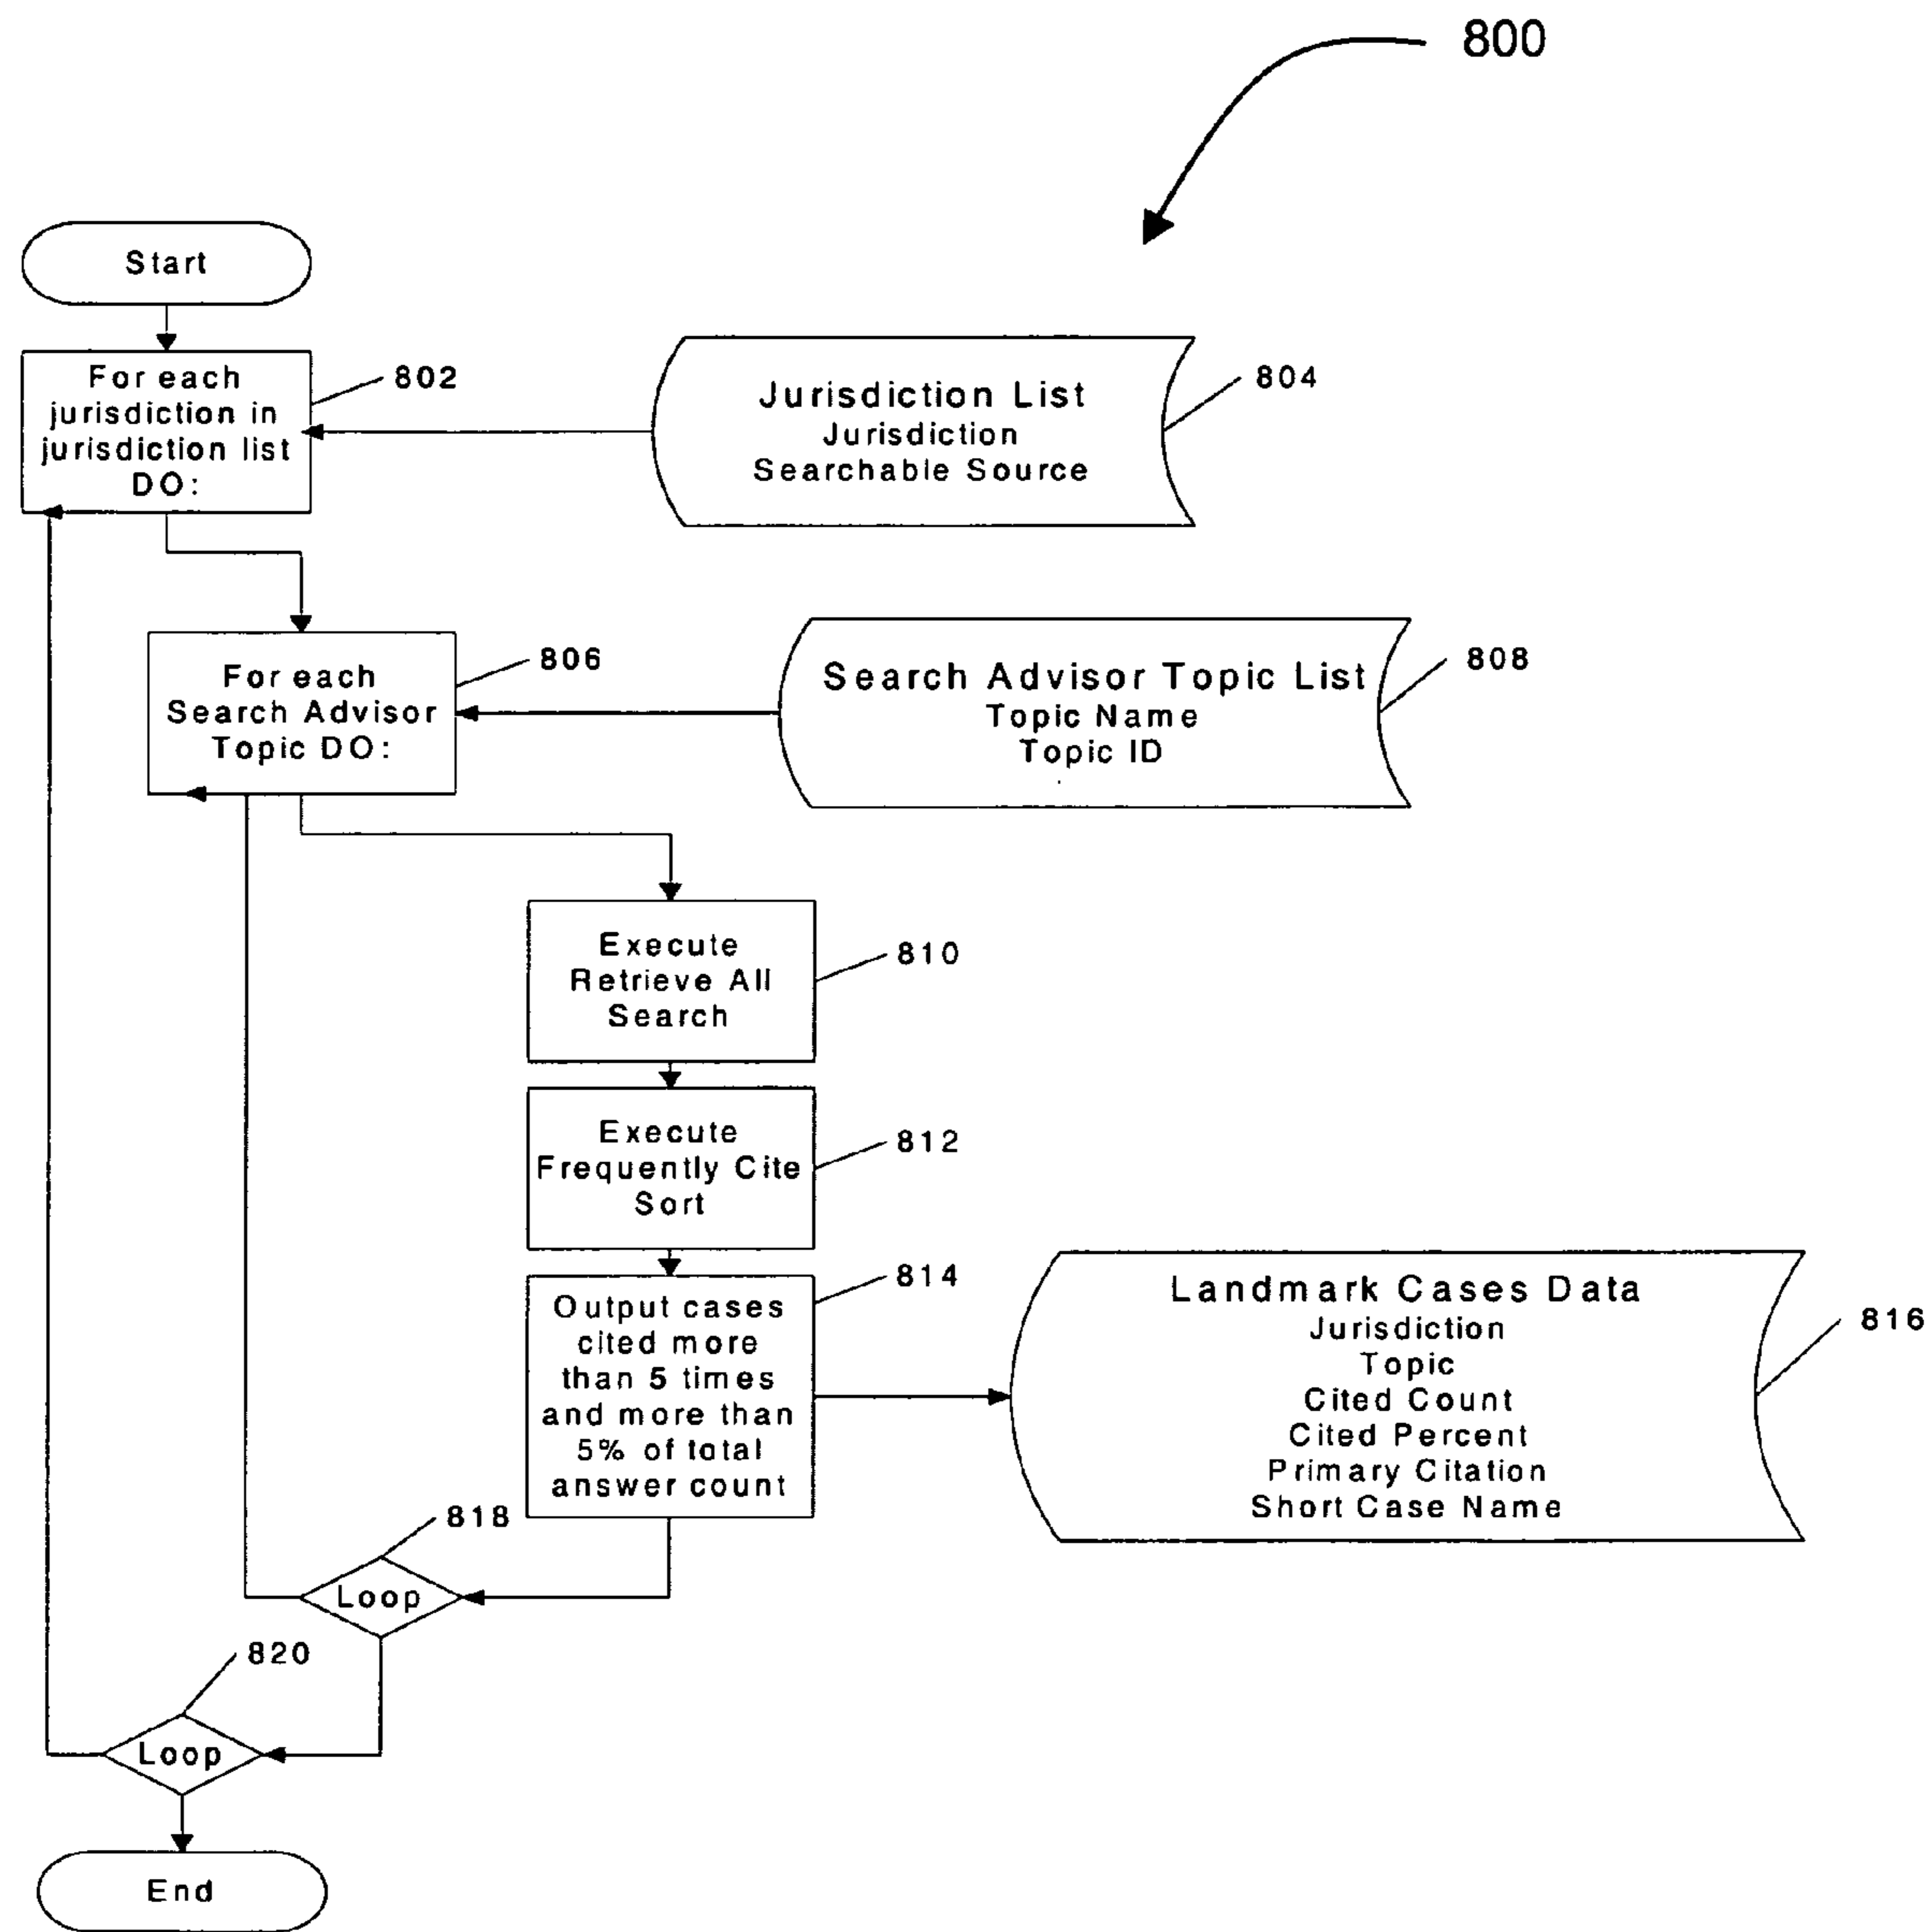 800
Start
For each
jurisdiction in
jurisdiction list
DO:
802
Jurisdiction List
Jurisdiction
Searchable Source
804
For each
Search Advisor
Topic DO:
806
Search Advisor Topic List
Topic Name
Topic ID
808
Execute
Retrieve All
Search
810
Execute
Frequently Cite
Sort
812
Output cases
cited more
than 5 times
and more than
5% of total
answer count
814
Landmark Cases Data
Jurisdiction
Topic
Cited Count
Cited Percent
Primary Citation
Short Case Name
816
818
Loop
820
Loop
End